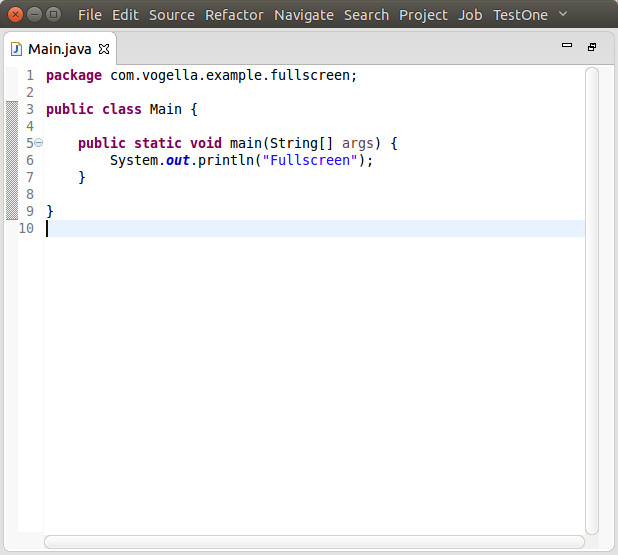 File Edit Source Refactor Navigate Search Project Job TestOne
Main.java
1 package com.vogella.example.fullscreen;
2
3 public class Main {
4
5     public static void main(String[] args) {
6         System.out.println("Fullscreen");
7     }
8
9 }
10